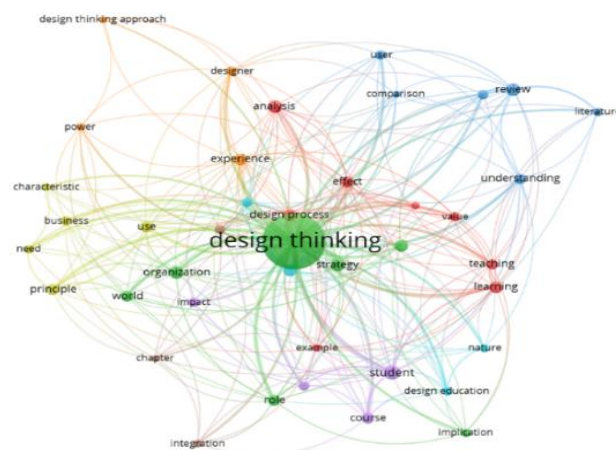 design thinking approach
user
designer
review
comparison
analysis
literature
power
experience
effect
understanding
characteristic
design process
value
business
use
design thinking
need
organization
strategy
teaching
principle
world
impact
learning
example
nature
chapter
student
design education
role
course
implication
integration